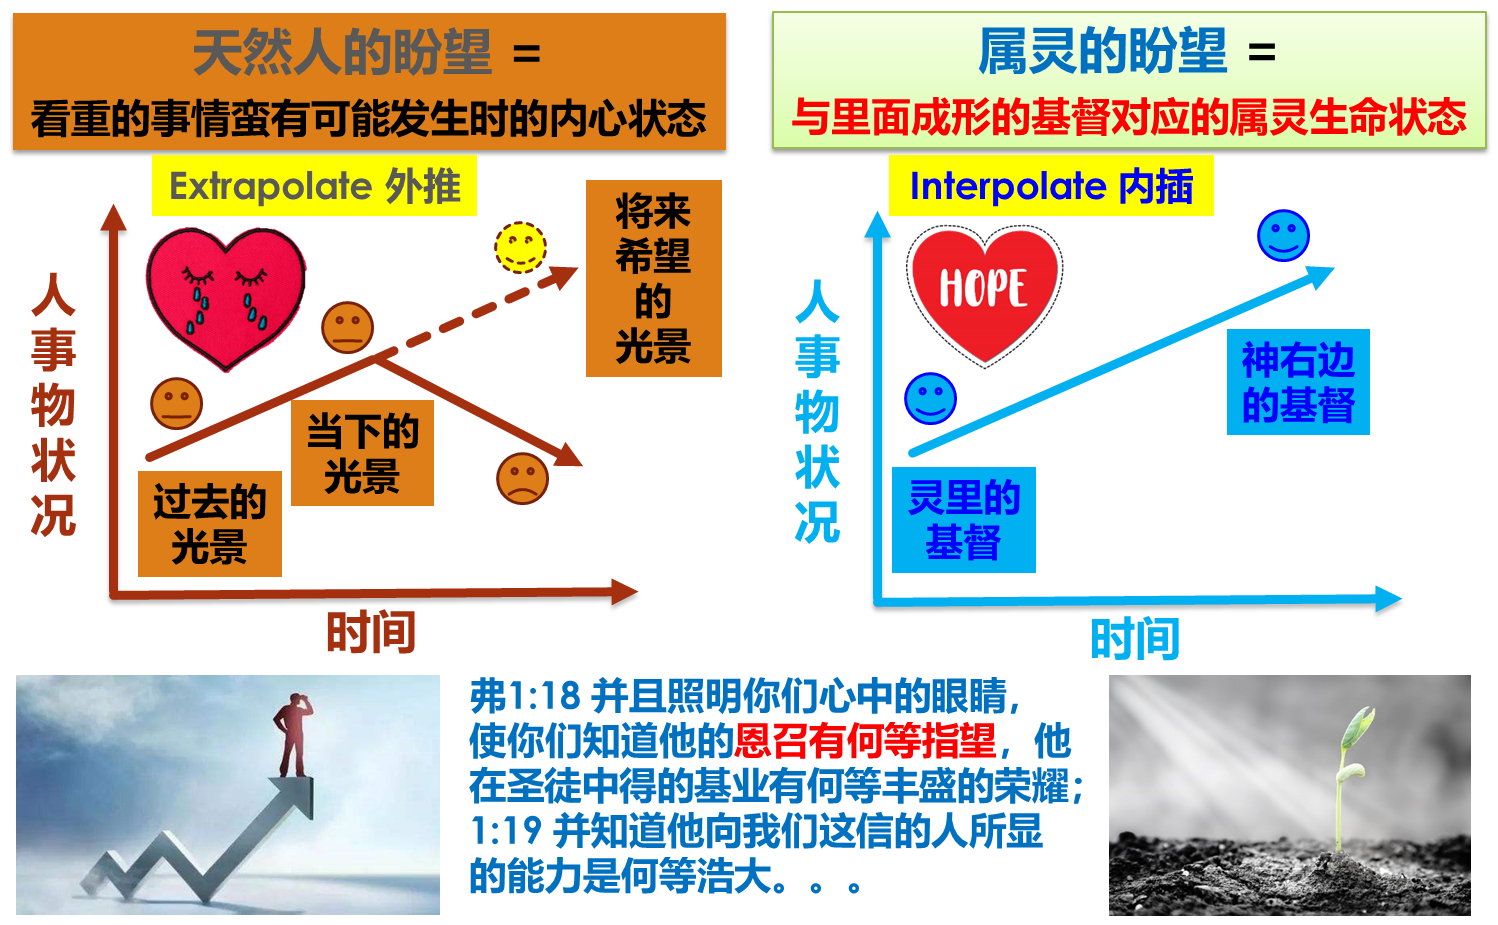 天然人的盼望 =
看重的事情蛮有可能发生时的内心状态
Extrapolate 外推
人事物状况
将来
希望
的
光景
当下的
光景
过去的
光景
时间
属灵的盼望 =
与里面成形的基督对应的属灵生命状态
Interpolate 内插
人事物状况
HOPE
神右边
的基督
灵里的
基督
时间
弗1:18 并且照明你们心中的眼睛，
使你们知道他的恩召有何等指望，他
在圣徒中得的基业有何等丰盛的荣耀；
1:19 并知道他向我们这信的人所显
的能力是何等浩大。。。